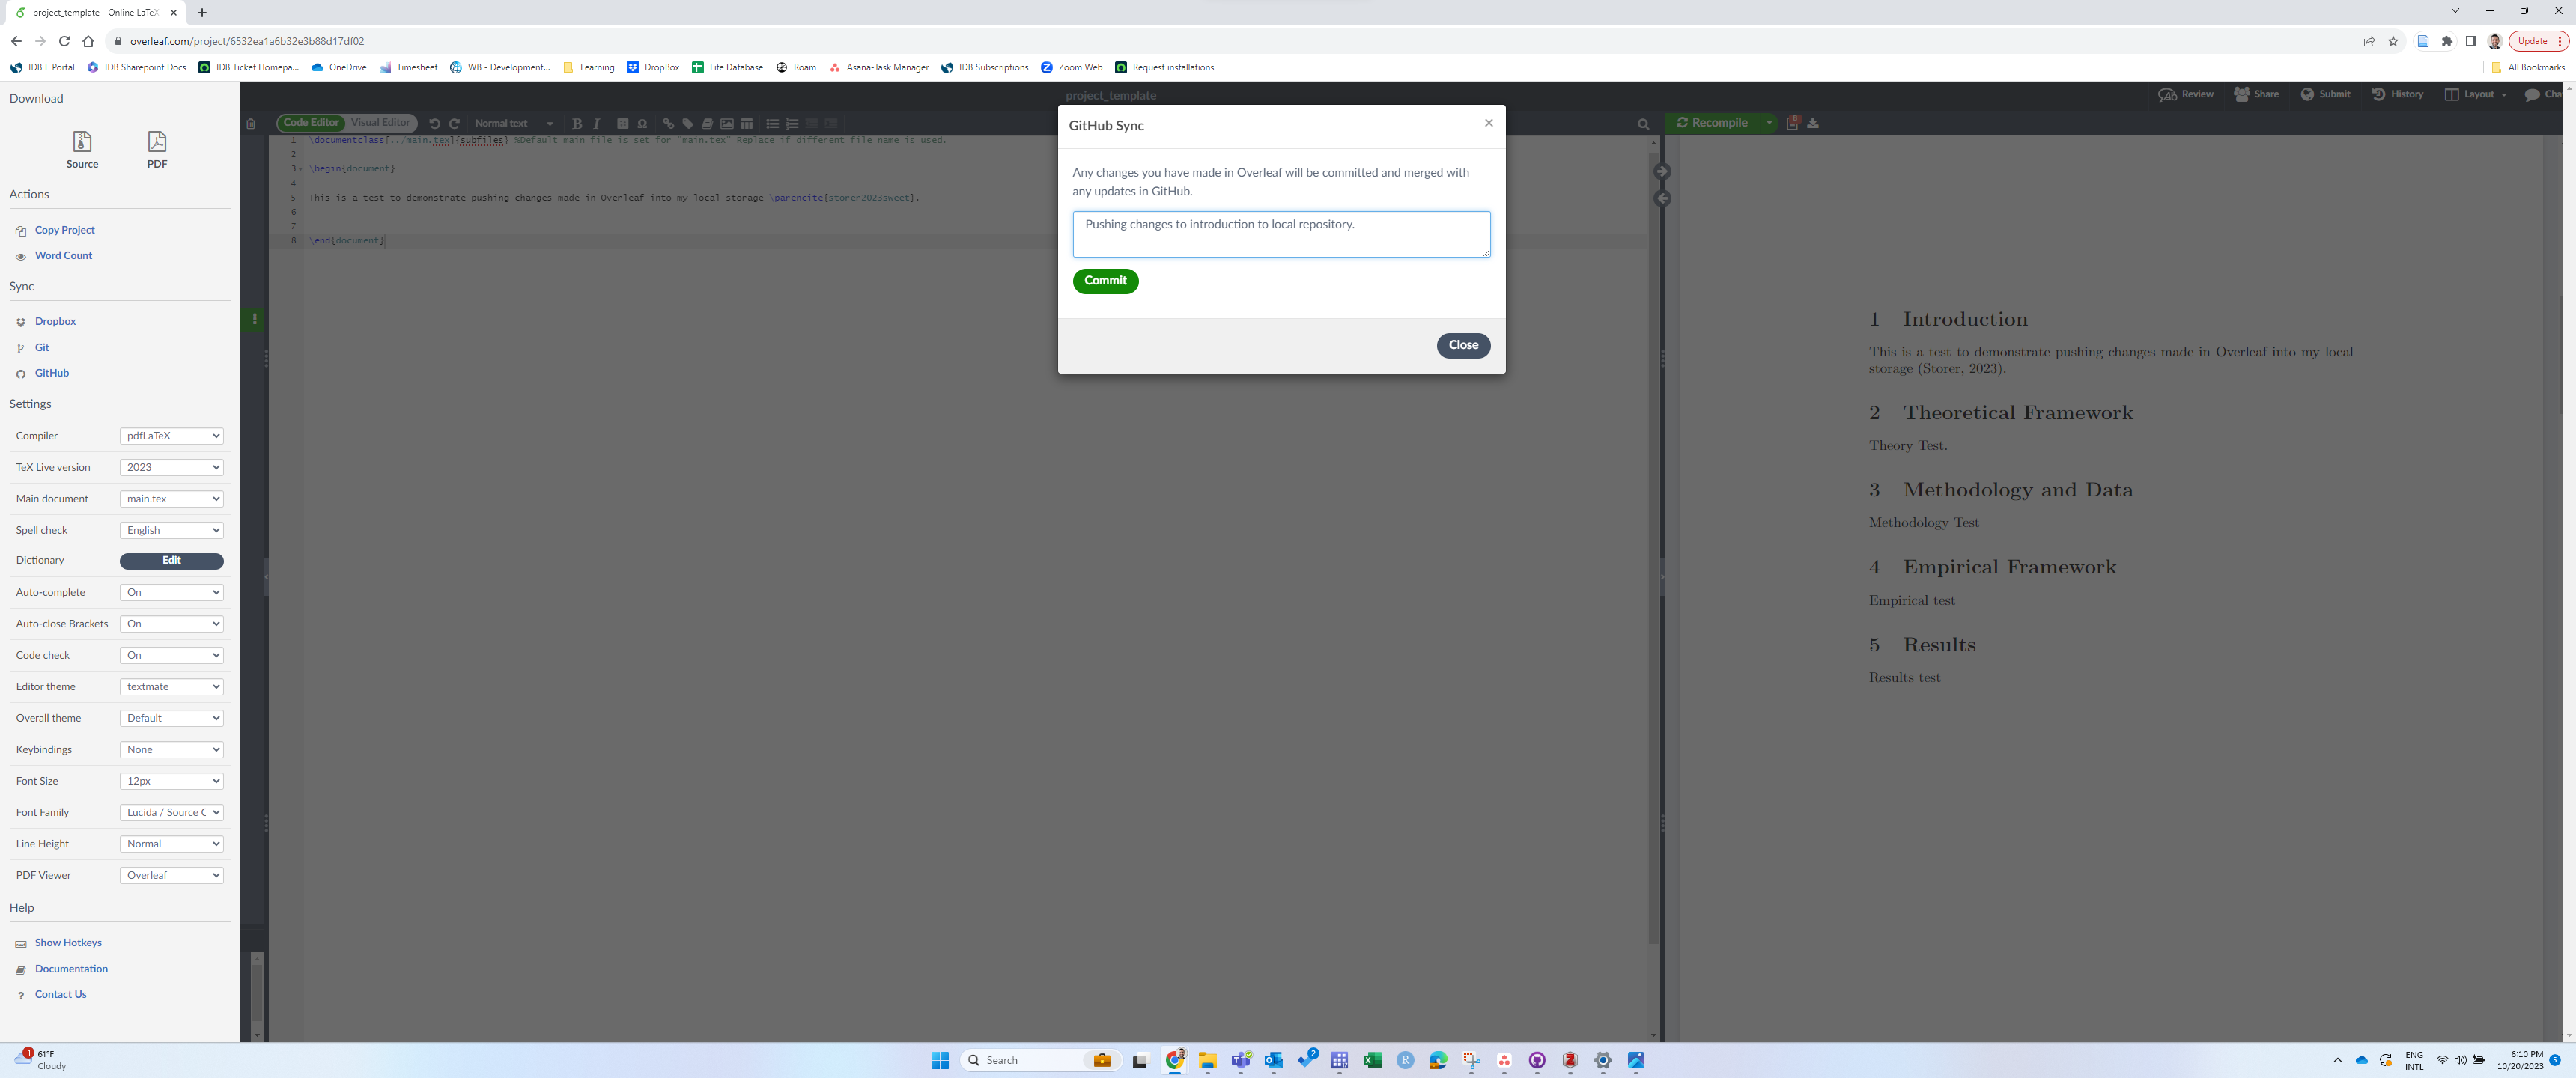 project_template - Online LaTeX
overleaf.com/project/6532ea1a6b32e3b88d17df02
Update
IDB E Portal
IDB Sharepoint Docs
IDB Ticket Homepa...
OneDrive
Timesheet
WB - Development...
Learning
DropBox
Life Database
Roam
Asana-Task Manager
IDB Subscriptions
Zoom Web
Request installations
All Bookmarks
Download
Source
PDF
Actions
Copy Project
Word Count
Sync
Dropbox
Git
GitHub
Settings
Compiler pdfLaTeX
TeX Live version 2023
Main document main.tex
Spell check English
Dictionary Edit
Auto-complete On
Auto-close Brackets On
Code check On
Editor theme textmate
Overall theme Default
Keybindings None
Font Size 12px
Font Family Lucida / Source C
Line Height Normal
PDF Viewer Overleaf
Help
Show Hotkeys
Documentation
Contact Us
project_template
Review
Share
Submit
History
Layout
Cha
Code Editor
Visual Editor
Normal text
B
I
Ω
Recompile
1 \documentclass[../main.tex]{subfiles} %Default main file is set for "main.tex" Replace if different file name is used.
2
3 \begin{document}
4
5 This is a test to demonstrate pushing changes made in Overleaf into my local storage \parencite{storer2023sweet}.
6
7
8 \end{document}
GitHub Sync
×
Any changes you have made in Overleaf will be committed and merged with
any updates in GitHub.
Pushing changes to introduction to local repository.
Commit
Close
1 Introduction
This is a test to demonstrate pushing changes made in Overleaf into my local
storage (Storer, 2023).
2 Theoretical Framework
Theory Test.
3 Methodology and Data
Methodology Test
4 Empirical Framework
Empirical test
5 Results
Results test
1
61°F
Cloudy
Search
2
ENG
INTL
6:10 PM
10/20/2023
5